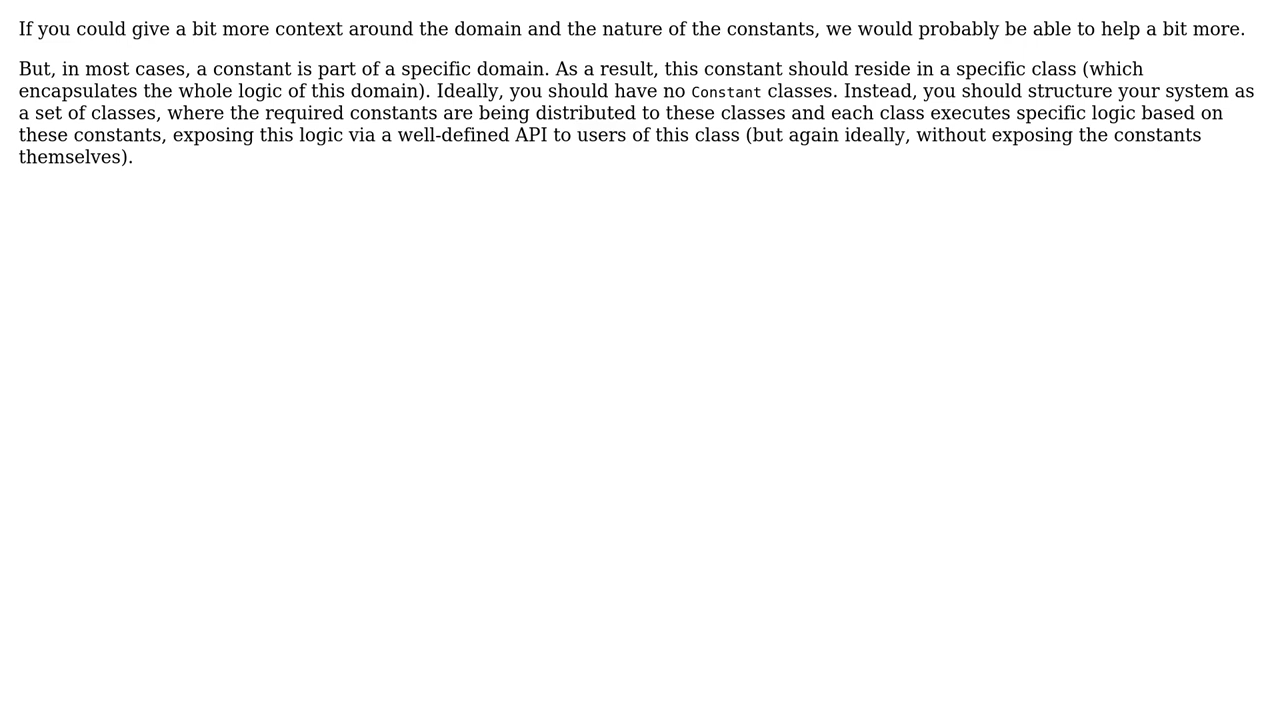 If you could give a bit more context around the domain and the nature of the constants, we would probably be able to help a bit more.
But, in most cases, a constant is part of a specific domain. As a result, this constant should reside in a specific class (which
encapsulates the whole logic of this domain). Ideally, you should have no Constant classes. Instead, you should structure your system as
a set of classes, where the required constants are being distributed to these classes and each class executes specific logic based on
these constants, exposing this logic via a well-defined API to users of this class (but again ideally, without exposing the constants
themselves).